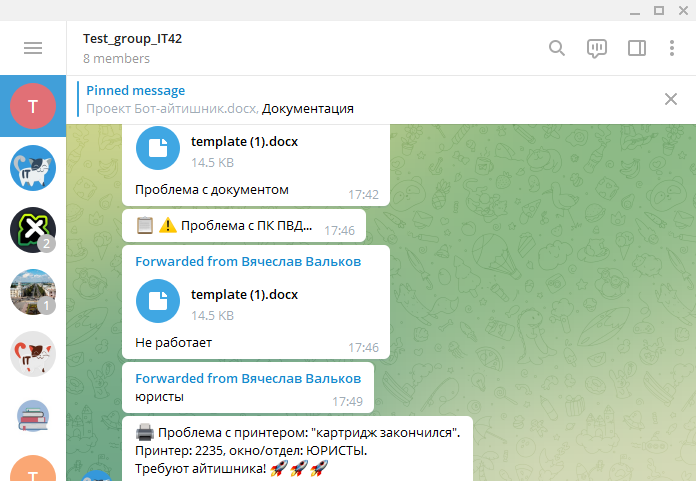 Test_group_IT42
8 members
T
Pinned message
Проект Бот-айтишник.docx, Документация
template (1).docx
14.5 KB
Проблема с документом
17:42
IT
📋 ⚠️ Проблема с ПК ПВД...
17:46
2
Forwarded from Вячеслав Вальков
template (1).docx
14.5 KB
1
Не работает
17:46
IT
Forwarded from Вячеслав Вальков
юристы
17:49
🖨️ Проблема с принтером: "картридж закончился".
Принтер: 2235, окно/отдел: ЮРИСТЫ.
Требуют айтишника! 🚀 🚀 🚀
T